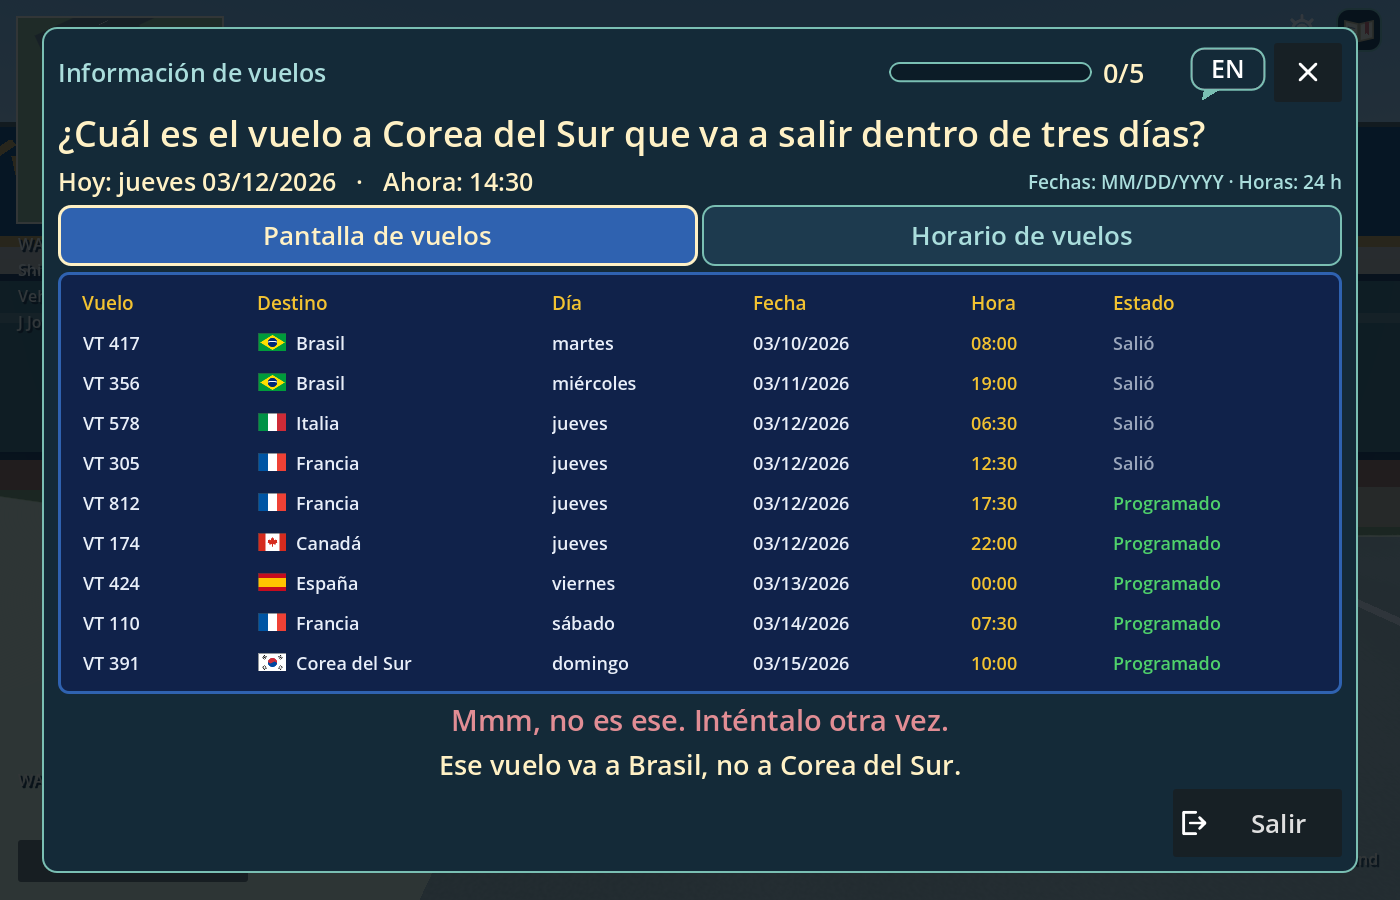 Información de vuelos 0/5 EN
¿Cuál es el vuelo a Corea del Sur que va a salir dentro de tres días?
Hoy: jueves 03/12/2026 · Ahora: 14:30 Fechas: MM/DD/YYYY · Horas: 24 h
Pantalla de vuelos Horario de vuelos
Vuelo Destino Día Fecha Hora Estado
VT 417 Brasil martes 03/10/2026 08:00 Salió
VT 356 Brasil miércoles 03/11/2026 19:00 Salió
VT 578 Italia jueves 03/12/2026 06:30 Salió
VT 305 Francia jueves 03/12/2026 12:30 Salió
VT 812 Francia jueves 03/12/2026 17:30 Programado
VT 174 Canadá jueves 03/12/2026 22:00 Programado
VT 424 España viernes 03/13/2026 00:00 Programado
VT 110 Francia sábado 03/14/2026 07:30 Programado
VT 391 Corea del Sur domingo 03/15/2026 10:00 Programado
Mmm, no es ese. Inténtalo otra vez.
Ese vuelo va a Brasil, no a Corea del Sur.
Salir